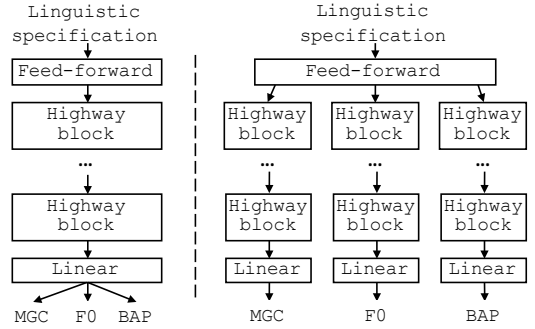 Linguistic
specification
Feed-forward
Highway
block
...
Highway
block
Linear
MGC F0 BAP
Linguistic
specification
Feed-forward
Highway
block
Highway
block
Highway
block
... ... ...
Highway
block
Highway
block
Highway
block
Linear Linear Linear
MGC F0 BAP